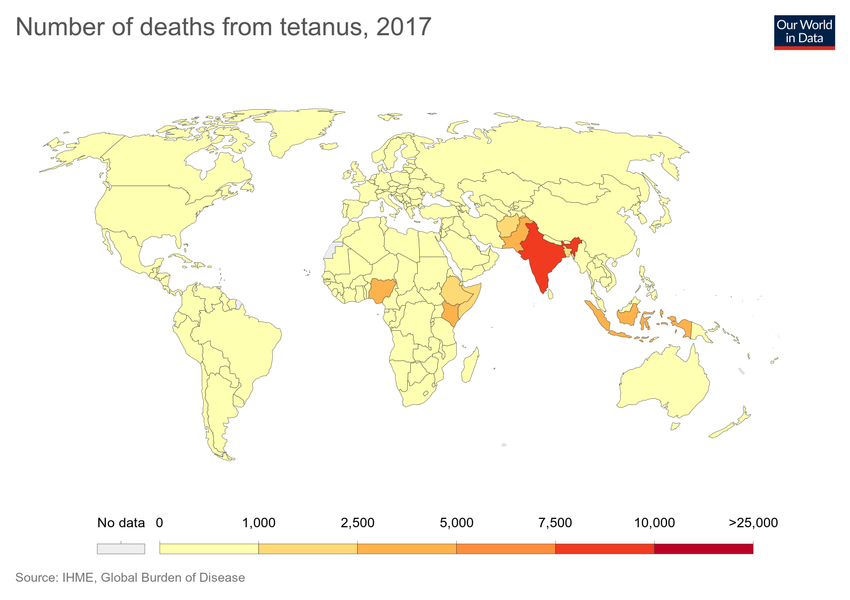 Number of deaths from tetanus, 2017
Our World
in Data
No data 0 1,000 2,500 5,000 7,500 10,000 >25,000
Source: IHME, Global Burden of Disease